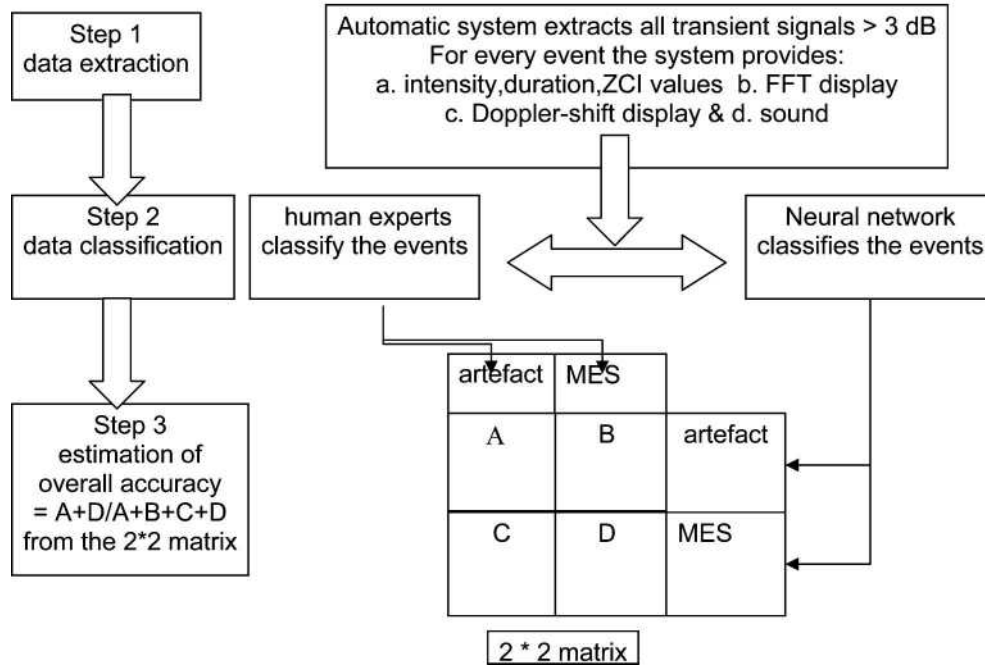 Step 1
data extraction
Automatic system extracts all transient signals > 3 dB
For every event the system provides:
a. intensity,duration,ZCI values  b. FFT display
c. Doppler-shift display & d. sound
Step 2
data classification
human experts
classify the events
Neural network
classifies the events
Step 3
estimation of
overall accuracy
= A+D/A+B+C+D
from the 2*2 matrix
artefact MES
A B artefact
C D MES
2 * 2 matrix